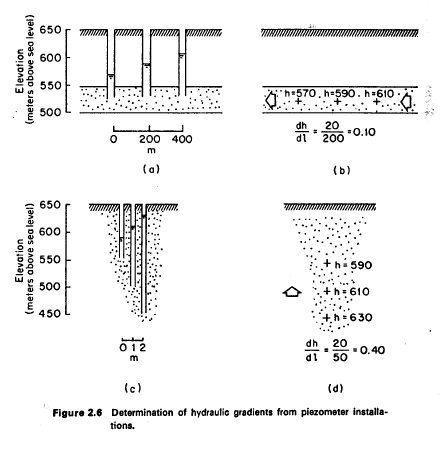 Elevation
(meters above sea level)
650
600
550
500
0 200 400
m
(a)
h=570 h=590 h=610
dh/dl = 20/200 = 0.10
(b)
Elevation
(meters above sea level)
650
600
550
500
450
0 1 2
m
(c)
h=590
h=610
h=630
dh/dl = 20/50 = 0.40
(d)
Figure 2.6 Determination of hydraulic gradients from piezometer installa-
tions.